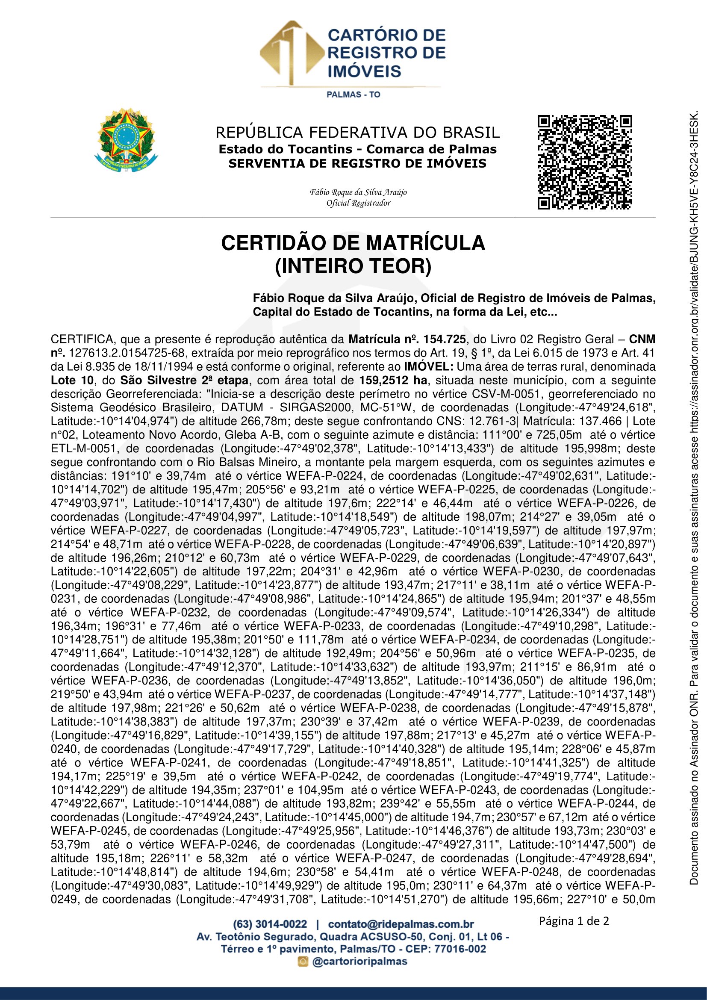 CARTÓRIO DE
REGISTRO DE
IMÓVEIS
PALMAS - TO
REPÚBLICA FEDERATIVA DO BRASIL
Estado do Tocantins - Comarca de Palmas
SERVENTIA DE REGISTRO DE IMÓVEIS
Fábio Roque da Silva Araújo
Oficial Registrador
CERTIDÃO DE MATRÍCULA
(INTEIRO TEOR)
Fábio Roque da Silva Araújo, Oficial de Registro de Imóveis de Palmas,
Capital do Estado de Tocantins, na forma da Lei, etc...
CERTIFICA, que a presente é reprodução autêntica da Matrícula nº. 154.725, do Livro 02 Registro Geral – CNM
nº. 127613.2.0154725-68, extraída por meio reprográfico nos termos do Art. 19, § 1º, da Lei 6.015 de 1973 e Art. 41
da Lei 8.935 de 18/11/1994 e está conforme o original, referente ao IMÓVEL: Uma área de terras rural, denominada
Lote 10, do São Silvestre 2ª etapa, com área total de 159,2512 ha, situada neste município, com a seguinte
descrição Georreferenciada: "Inicia-se a descrição deste perímetro no vértice CSV-M-0051, georreferenciado no
Sistema Geodésico Brasileiro, DATUM - SIRGAS2000, MC-51°W, de coordenadas (Longitude:-47°49'24,618",
Latitude:-10°14'04,974") de altitude 266,78m; deste segue confrontando CNS: 12.761-3| Matrícula: 137.466 | Lote
n°02, Loteamento Novo Acordo, Gleba A-B, com o seguinte azimute e distância: 111°00' e 725,05m até o vértice
ETL-M-0051, de coordenadas (Longitude:-47°49'02,378", Latitude:-10°14'13,433") de altitude 195,998m; deste
segue confrontando com o Rio Balsas Mineiro, a montante pela margem esquerda, com os seguintes azimutes e
distâncias: 191°10' e 39,74m até o vértice WEFA-P-0224, de coordenadas (Longitude:-47°49'02,631", Latitude:-
10°14'14,702") de altitude 195,47m; 205°56' e 93,21m até o vértice WEFA-P-0225, de coordenadas (Longitude:-
47°49'03,971", Latitude:-10°14'17,430") de altitude 197,6m; 222°14' e 46,44m até o vértice WEFA-P-0226, de
coordenadas (Longitude:-47°49'04,997", Latitude:-10°14'18,549") de altitude 198,07m; 214°27' e 39,05m até o
vértice WEFA-P-0227, de coordenadas (Longitude:-47°49'05,723", Latitude:-10°14'19,597") de altitude 197,97m;
214°54' e 48,71m até o vértice WEFA-P-0228, de coordenadas (Longitude:-47°49'06,639", Latitude:-10°14'20,897")
de altitude 196,26m; 210°12' e 60,73m até o vértice WEFA-P-0229, de coordenadas (Longitude:-47°49'07,643",
Latitude:-10°14'22,605") de altitude 197,22m; 204°31' e 42,96m até o vértice WEFA-P-0230, de coordenadas
(Longitude:-47°49'08,229", Latitude:-10°14'23,877") de altitude 193,47m; 217°11' e 38,11m até o vértice WEFA-P-
0231, de coordenadas (Longitude:-47°49'08,986", Latitude:-10°14'24,865") de altitude 195,94m; 201°37' e 48,55m
até o vértice WEFA-P-0232, de coordenadas (Longitude:-47°49'09,574", Latitude:-10°14'26,334") de altitude
196,34m; 196°31' e 77,46m até o vértice WEFA-P-0233, de coordenadas (Longitude:-47°49'10,298", Latitude:-
10°14'28,751") de altitude 195,38m; 201°50' e 111,78m até o vértice WEFA-P-0234, de coordenadas (Longitude:-
47°49'11,664", Latitude:-10°14'32,128") de altitude 192,49m; 204°56' e 50,96m até o vértice WEFA-P-0235, de
coordenadas (Longitude:-47°49'12,370", Latitude:-10°14'33,632") de altitude 193,97m; 211°15' e 86,91m até o
vértice WEFA-P-0236, de coordenadas (Longitude:-47°49'13,852", Latitude:-10°14'36,050") de altitude 196,0m;
219°50' e 43,94m até o vértice WEFA-P-0237, de coordenadas (Longitude:-47°49'14,777", Latitude:-10°14'37,148")
de altitude 197,98m; 221°26' e 50,62m até o vértice WEFA-P-0238, de coordenadas (Longitude:-47°49'15,878",
Latitude:-10°14'38,383") de altitude 197,37m; 230°39' e 37,42m até o vértice WEFA-P-0239, de coordenadas
(Longitude:-47°49'16,829", Latitude:-10°14'39,155") de altitude 197,88m; 217°13' e 45,27m até o vértice WEFA-P-
0240, de coordenadas (Longitude:-47°49'17,729", Latitude:-10°14'40,328") de altitude 195,14m; 228°06' e 45,87m
até o vértice WEFA-P-0241, de coordenadas (Longitude:-47°49'18,851", Latitude:-10°14'41,325") de altitude
194,17m; 225°19' e 39,5m até o vértice WEFA-P-0242, de coordenadas (Longitude:-47°49'19,774", Latitude:-
10°14'42,229") de altitude 194,35m; 237°01' e 104,95m até o vértice WEFA-P-0243, de coordenadas (Longitude:-
47°49'22,667", Latitude:-10°14'44,088") de altitude 193,82m; 239°42' e 55,55m até o vértice WEFA-P-0244, de
coordenadas (Longitude:-47°49'24,243", Latitude:-10°14'45,000") de altitude 194,7m; 230°57' e 67,12m até o vértice
WEFA-P-0245, de coordenadas (Longitude:-47°49'25,956", Latitude:-10°14'46,376") de altitude 193,73m; 230°03' e
53,79m até o vértice WEFA-P-0246, de coordenadas (Longitude:-47°49'27,311", Latitude:-10°14'47,500") de
altitude 195,18m; 226°11' e 58,32m até o vértice WEFA-P-0247, de coordenadas (Longitude:-47°49'28,694",
Latitude:-10°14'48,814") de altitude 194,6m; 230°58' e 54,41m até o vértice WEFA-P-0248, de coordenadas
(Longitude:-47°49'30,083", Latitude:-10°14'49,929") de altitude 195,0m; 230°11' e 64,37m até o vértice WEFA-P-
0249, de coordenadas (Longitude:-47°49'31,708", Latitude:-10°14'51,270") de altitude 195,66m; 227°10' e 50,0m
(63) 3014-0022 | contato@ridepalmas.com.br
Av. Teotônio Segurado, Quadra ACSUSO-50, Conj. 01, Lt 06 -
Térreo e 1º pavimento, Palmas/TO - CEP: 77016-002
@cartorioripalmas
Página 1 de 2
Documento assinado no Assinador ONR. Para validar o documento e suas assinaturas acesse https://assinador.onr.org.br/validate/BJUNG-KH5VE-Y8C24-3HESK.